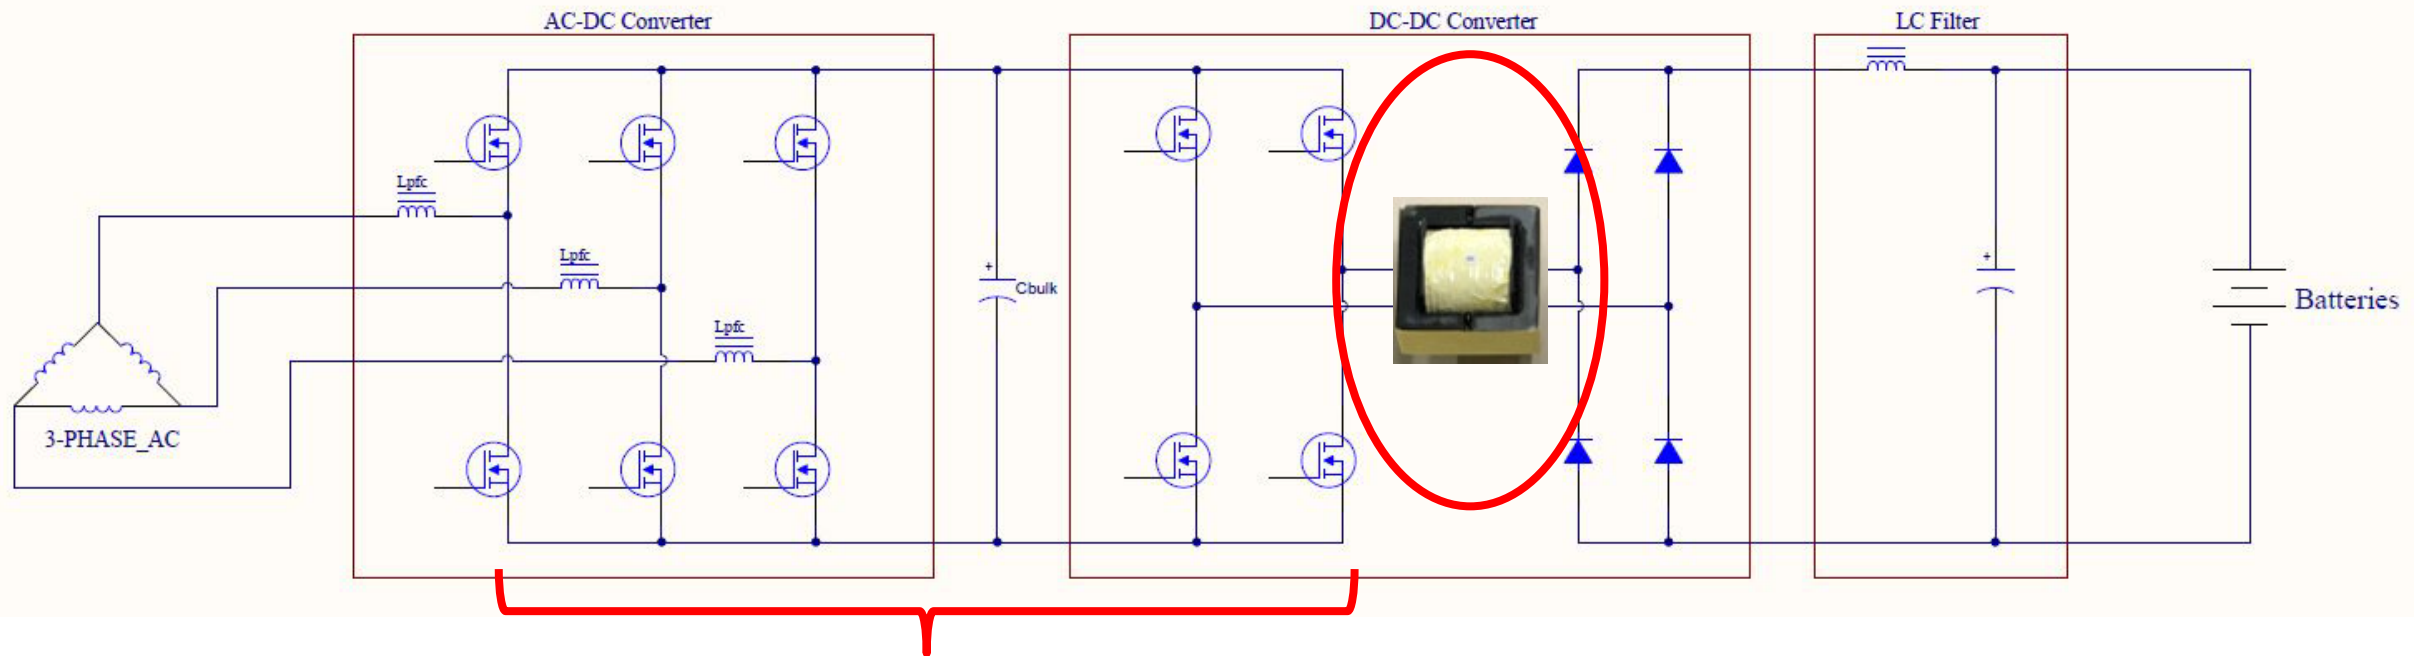 AC-DC Converter
DC-DC Converter
LC Filter
Lpfc
Lpfc
Lpfc
3-PHASE_AC
+
Cbulk
+
Batteries